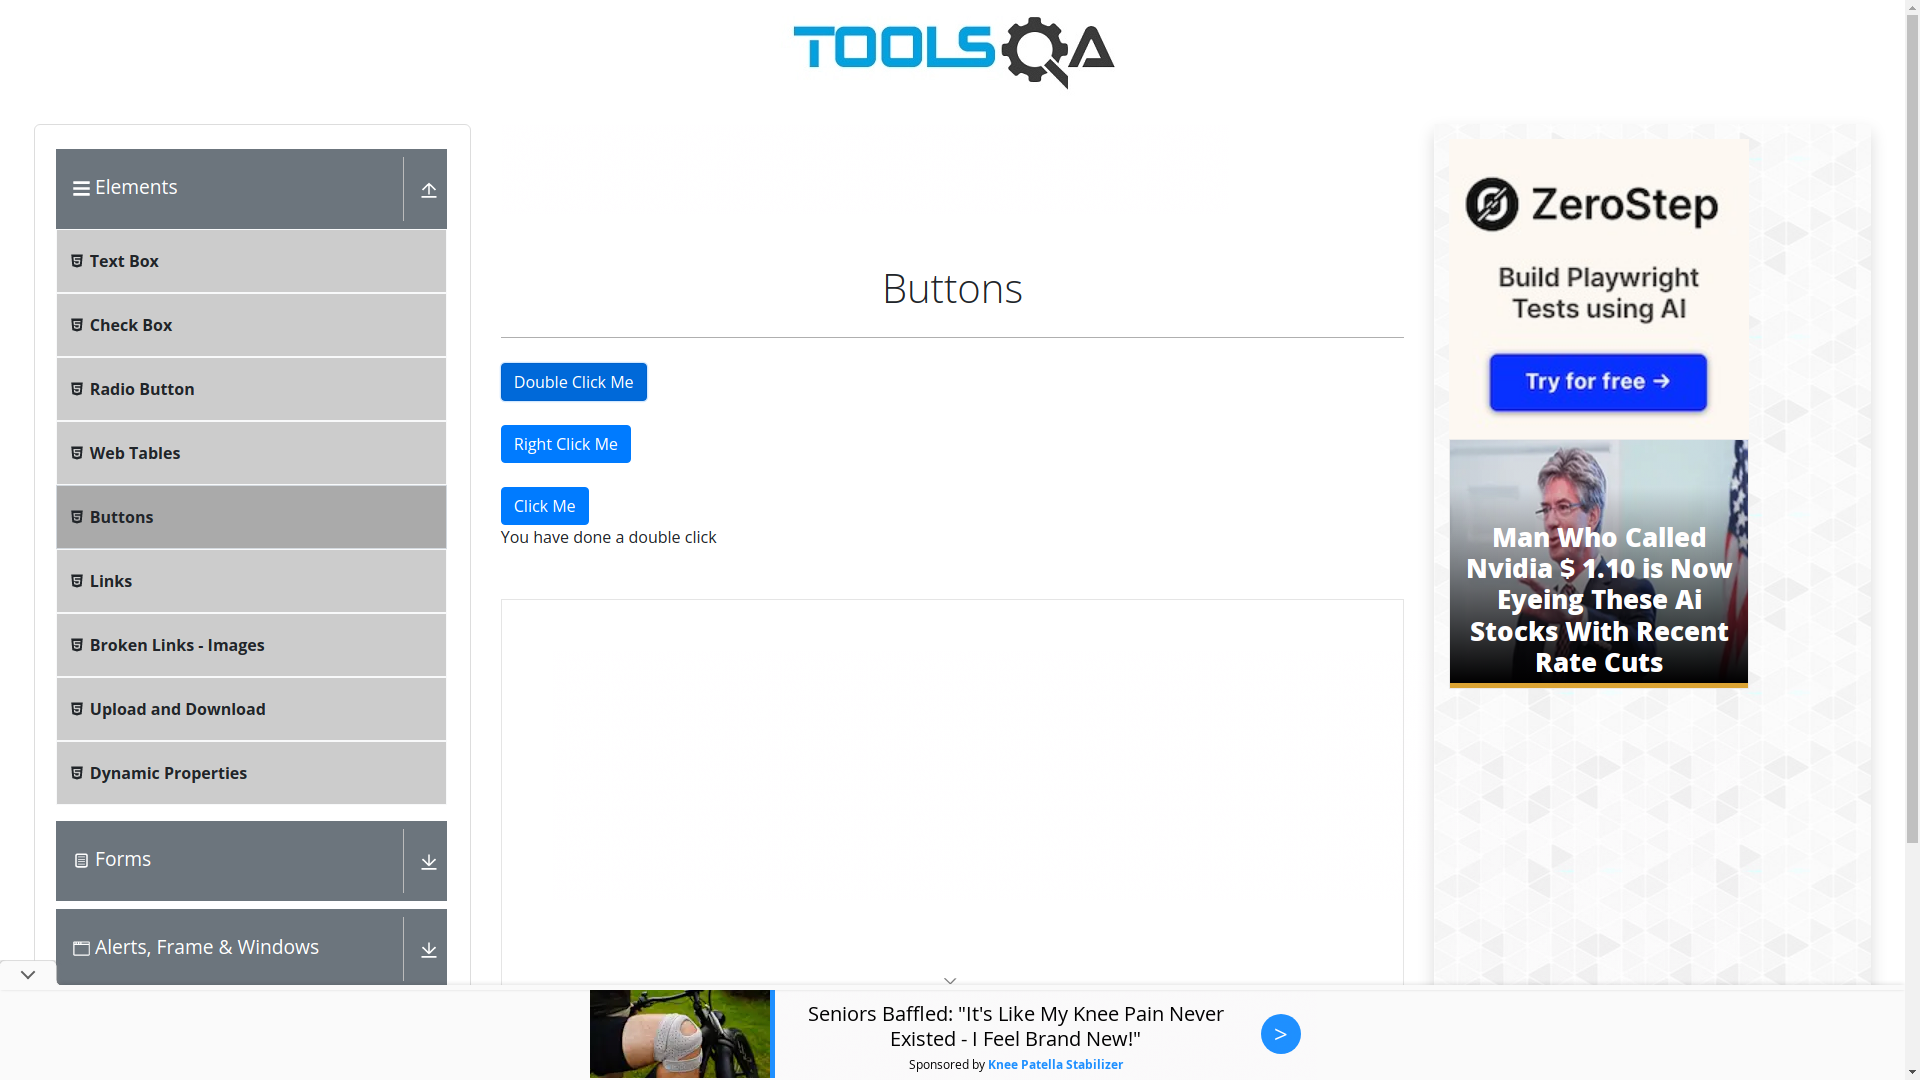 TOOLSQA
Elements
Text Box
Check Box
Radio Button
Web Tables
Buttons
Links
Broken Links - Images
Upload and Download
Dynamic Properties
Forms
Alerts, Frame & Windows
Buttons
Double Click Me
Right Click Me
Click Me
You have done a double click
ZeroStep
Build Playwright
Tests using AI
Try for free →
Man Who Called
Nvidia $ 1.10 is Now
Eyeing These Ai
Stocks With Recent
Rate Cuts
Seniors Baffled: "It's Like My Knee Pain Never
Existed - I Feel Brand New!"
Sponsored by Knee Patella Stabilizer
>